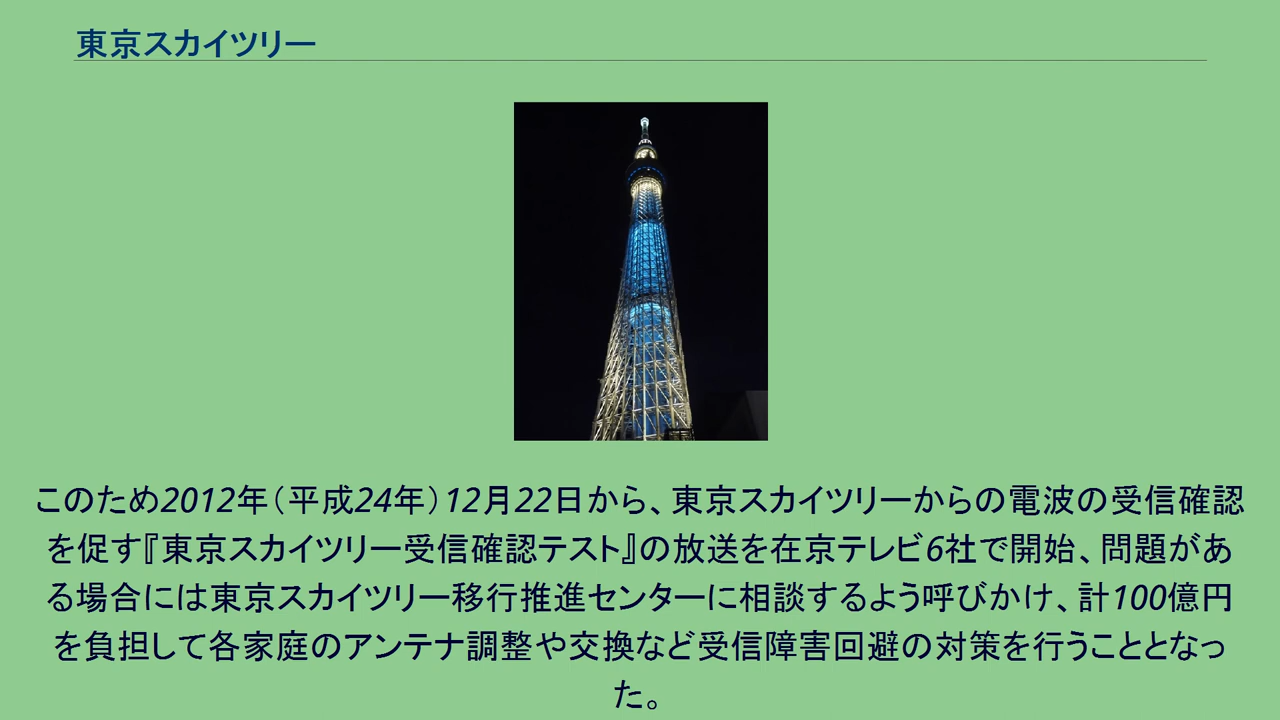 東京スカイツリー
このため2012年（平成24年）12月22日から、東京スカイツリーからの電波の受信確認
を促す『東京スカイツリー受信確認テスト』の放送を在京テレビ6社で開始、問題があ
る場合には東京スカイツリー移行推進センターに相談するよう呼びかけ、計100億円
を負担して各家庭のアンテナ調整や交換など受信障害回避の対策を行うこととなっ
た。